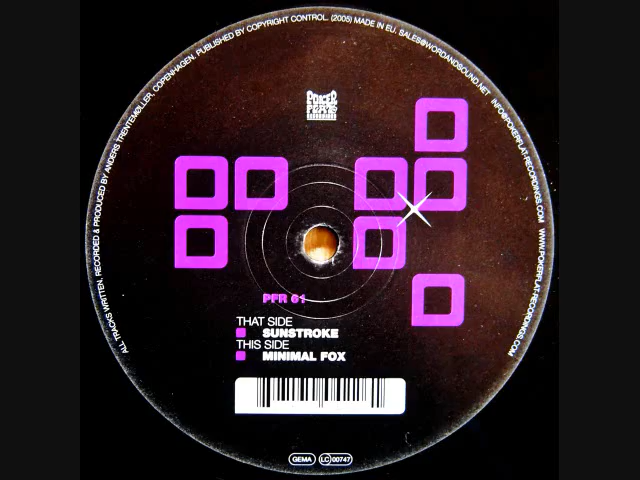 ALL TRACKS WRITTEN, RECORDED & PRODUCED BY ANDERS TRENTEMØLLER, COPENHAGEN. PUBLISHED BY COPYRIGHT CONTROL. (2005) MADE IN EU. SALES@WORDANDSOUND.NET   INFO@POKERFLAT-RECORDINGS.COM   WWW.POKERFLAT-RECORDINGS.COM
POKER
FLAT
RECORDINGS
PFR 61
THAT SIDE
SUNSTROKE
THIS SIDE
MINIMAL FOX
GEMA LC 00747